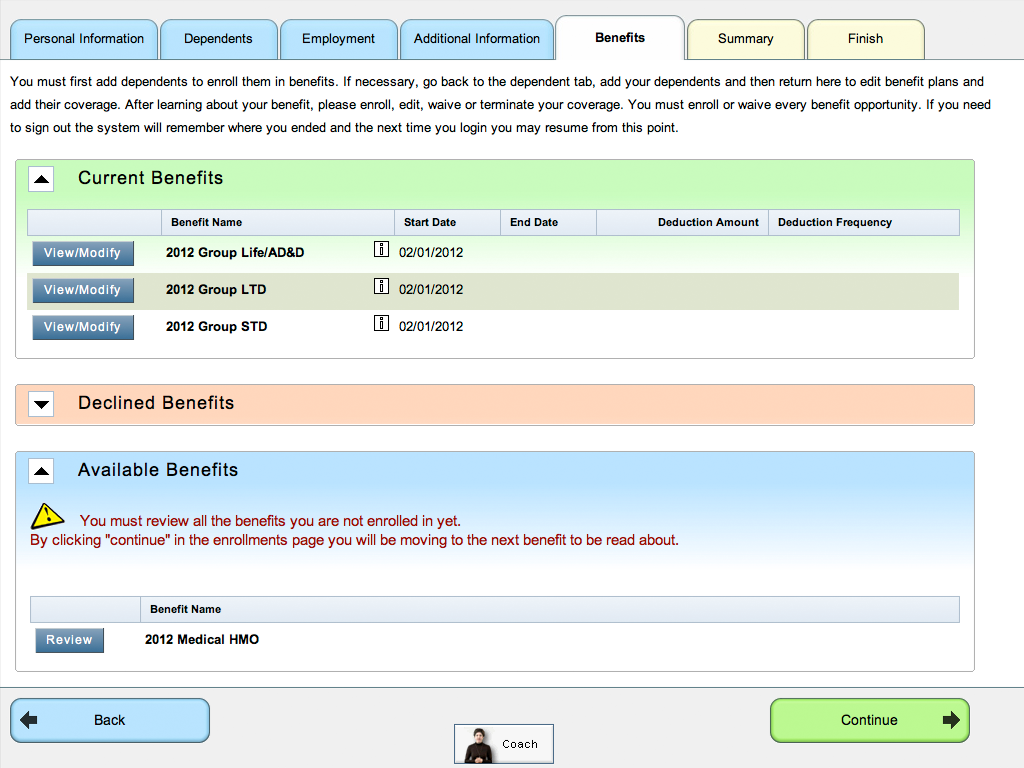 Personal Information
Dependents
Employment
Additional Information
Benefits
Summary
Finish
You must first add dependents to enroll them in benefits. If necessary, go back to the dependent tab, add your dependents and then return here to edit benefit plans and
add their coverage. After learning about your benefit, please enroll, edit, waive or terminate your coverage. You must enroll or waive every benefit opportunity. If you need
to sign out the system will remember where you ended and the next time you login you may resume from this point.
Current Benefits
Benefit Name Start Date End Date Deduction Amount Deduction Frequency
View/Modify 2012 Group Life/AD&D i 02/01/2012
View/Modify 2012 Group LTD i 02/01/2012
View/Modify 2012 Group STD i 02/01/2012
Declined Benefits
Available Benefits
You must review all the benefits you are not enrolled in yet.
By clicking "continue" in the enrollments page you will be moving to the next benefit to be read about.
Benefit Name
Review 2012 Medical HMO
Back
Coach
Continue